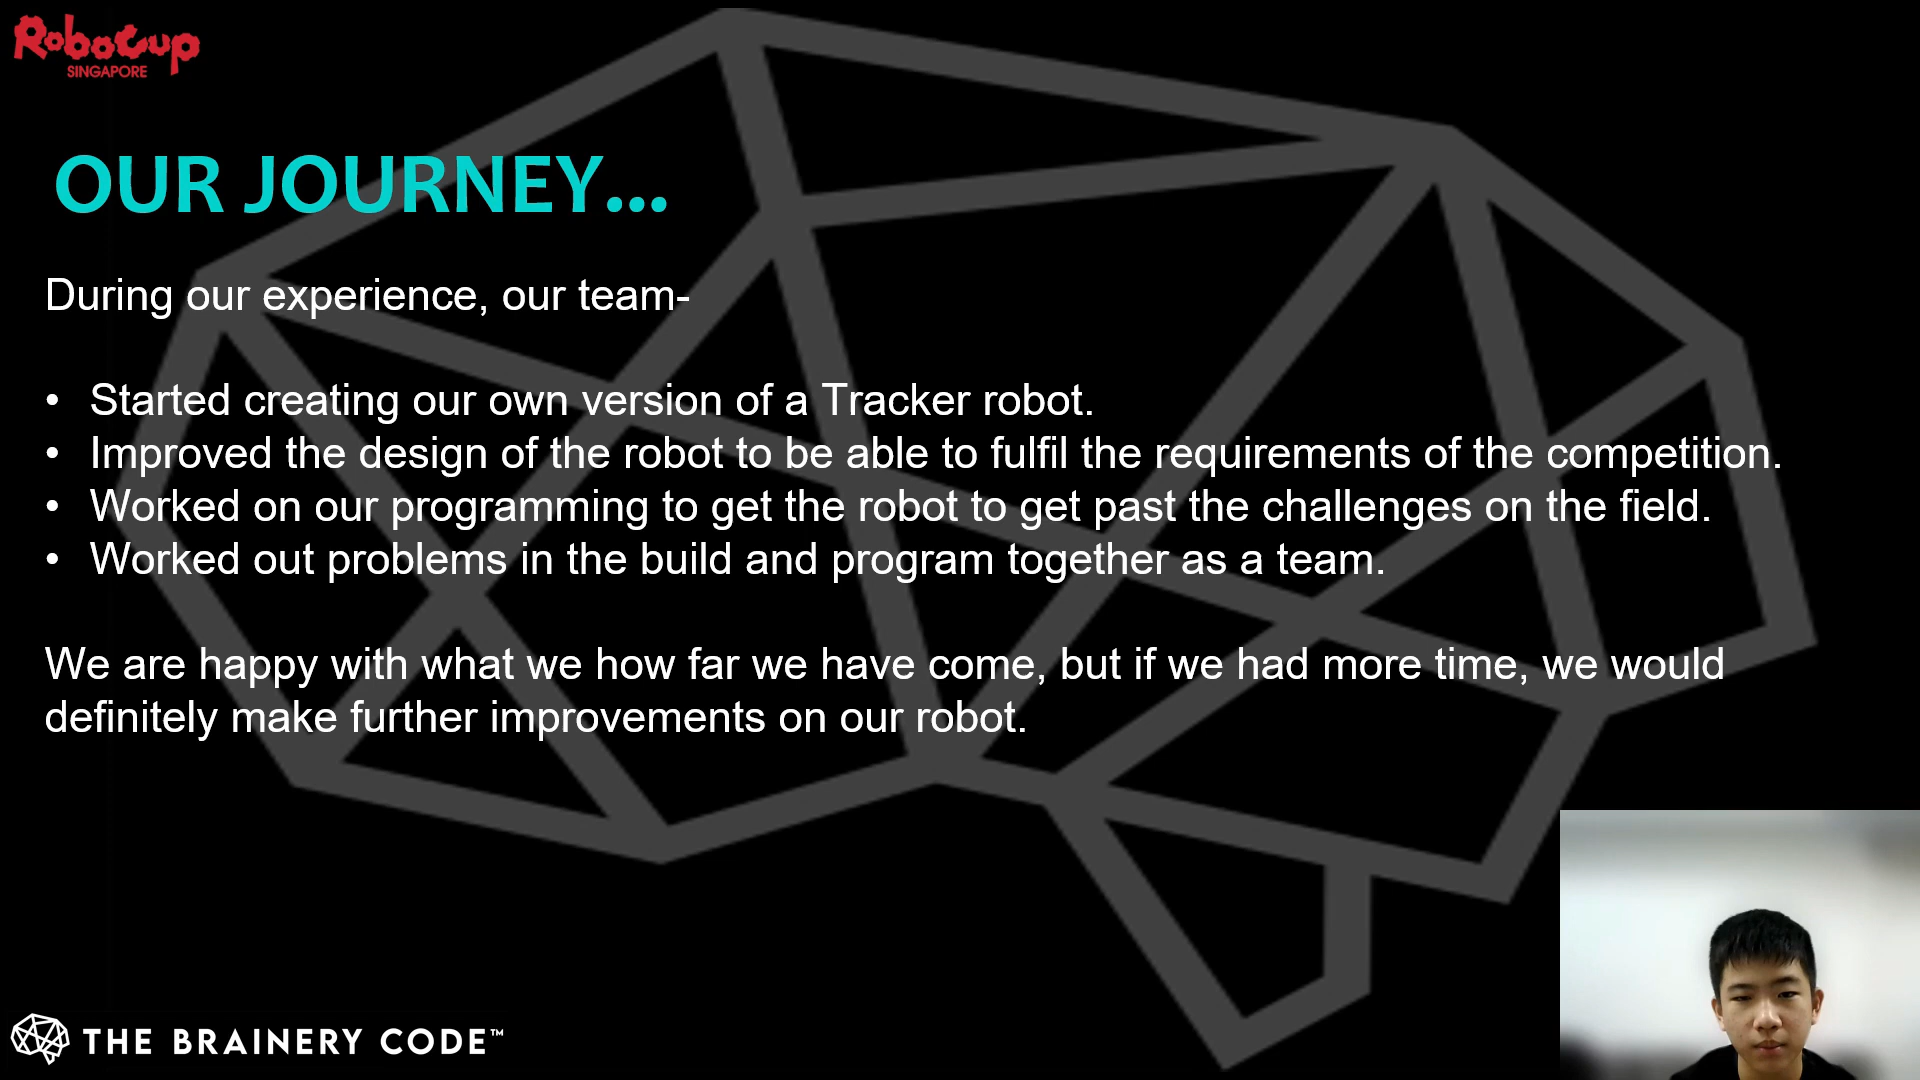 RoboCup
SINGAPORE
OUR JOURNEY...
During our experience, our team-
• Started creating our own version of a Tracker robot.
• Improved the design of the robot to be able to fulfil the requirements of the competition.
• Worked on our programming to get the robot to get past the challenges on the field.
• Worked out problems in the build and program together as a team.
We are happy with what we how far we have come, but if we had more time, we would
definitely make further improvements on our robot.
THE BRAINERY CODE™